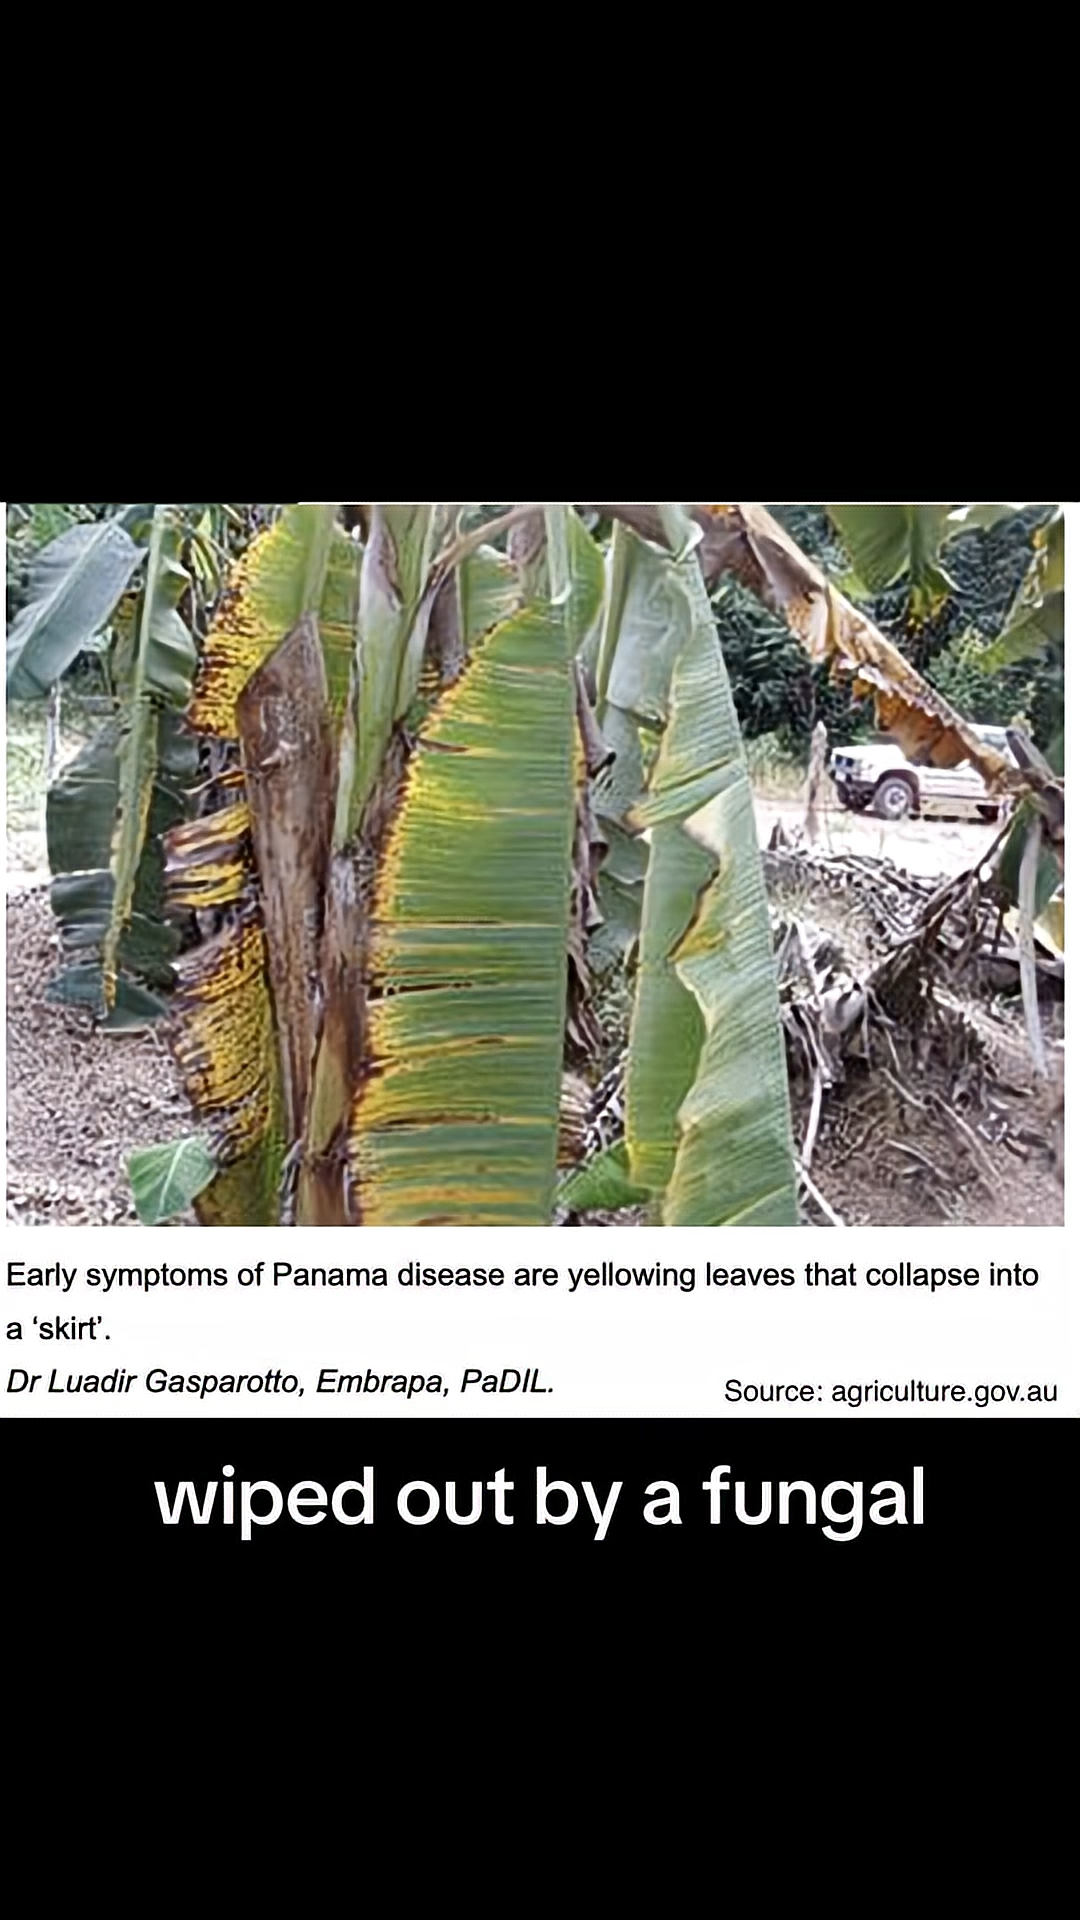 Early symptoms of Panama disease are yellowing leaves that collapse into
a ‘skirt’.
Dr Luadir Gasparotto, Embrapa, PaDIL.
Source: agriculture.gov.au
wiped out by a fungal